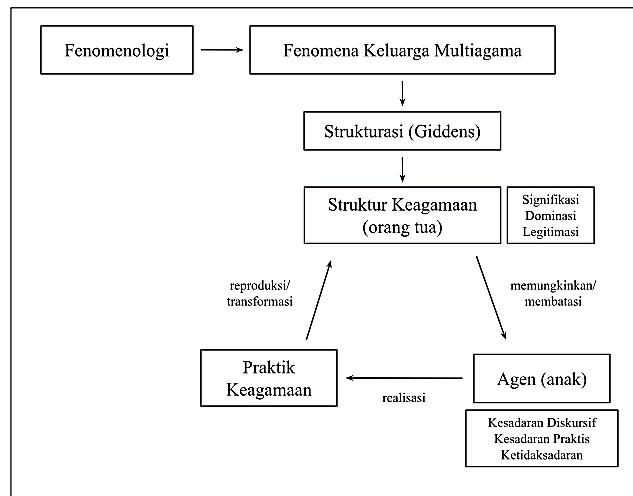 Fenomenologi
Fenomena Keluarga Multiagama
Strukturasi (Giddens)
Struktur Keagamaan
(orang tua)
Signifikasi
Dominasi
Legitimasi
reproduksi/
transformasi
memungkinkan/
membatasi
Praktik
Keagamaan
realisasi
Agen (anak)
Kesadaran Diskursif
Kesadaran Praktis
Ketidaksadaran